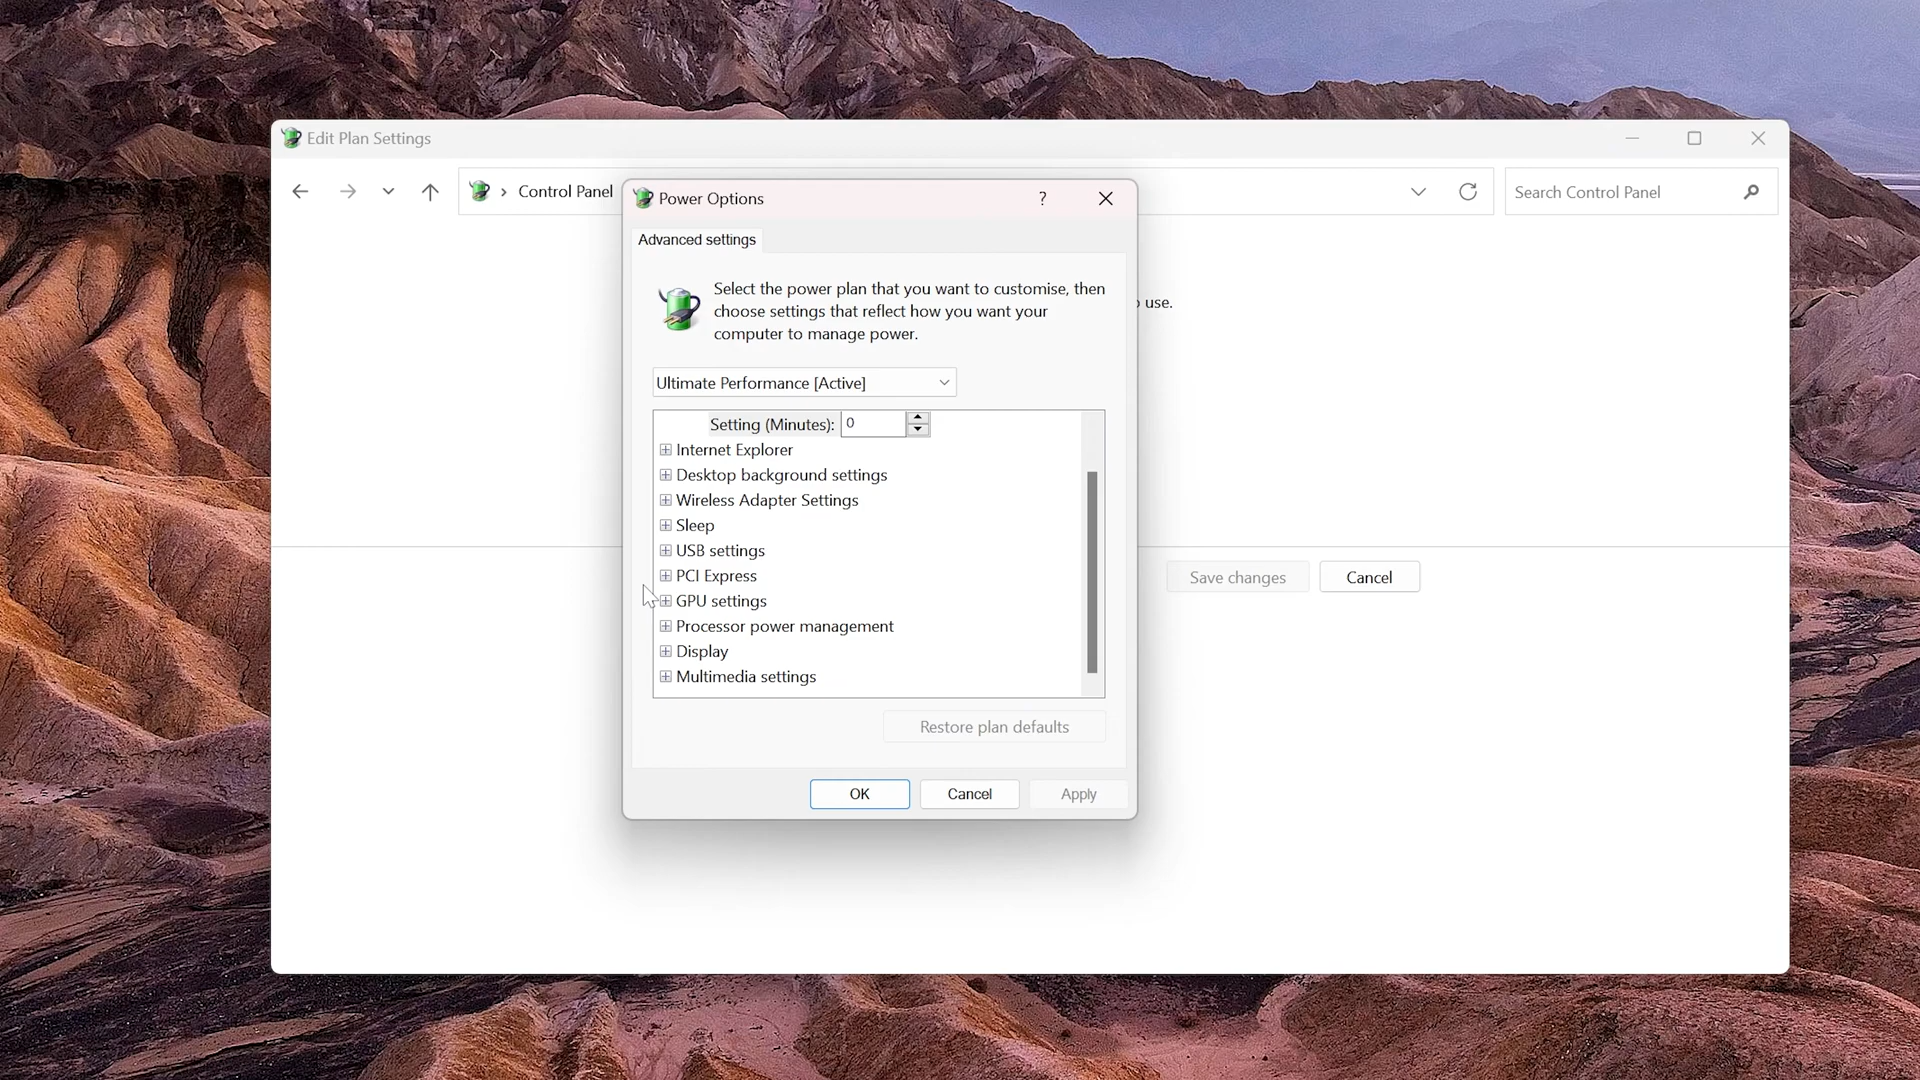 Edit Plan Settings
Control Panel
Search Control Panel
Power Options
?
Advanced settings
Select the power plan that you want to customise, then
choose settings that reflect how you want your
computer to manage power.
use.
Ultimate Performance [Active]
Setting (Minutes): 0
Internet Explorer
Desktop background settings
Wireless Adapter Settings
Sleep
USB settings
PCI Express
GPU settings
Processor power management
Display
Multimedia settings
Save changes
Cancel
Restore plan defaults
OK
Cancel
Apply